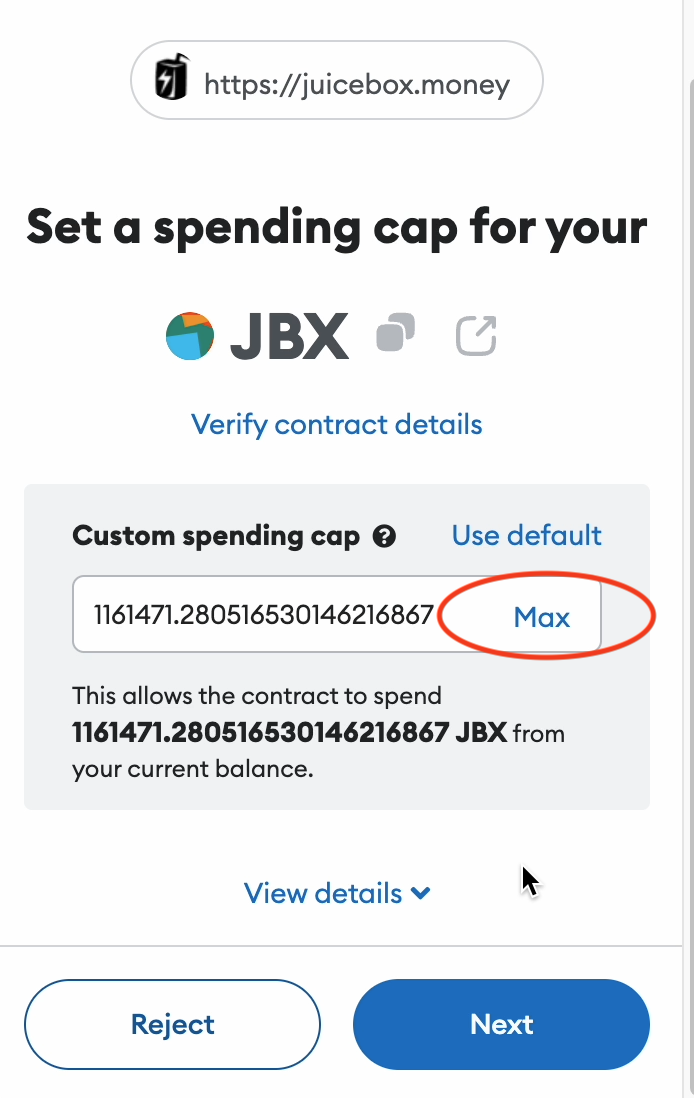 https://juicebox.money
Set a spending cap for your
JBX
Verify contract details
Custom spending cap ?
Use default
1161471.280516530146216867
Max
This allows the contract to spend
1161471.280516530146216867 JBX from
your current balance.
View details
Reject
Next